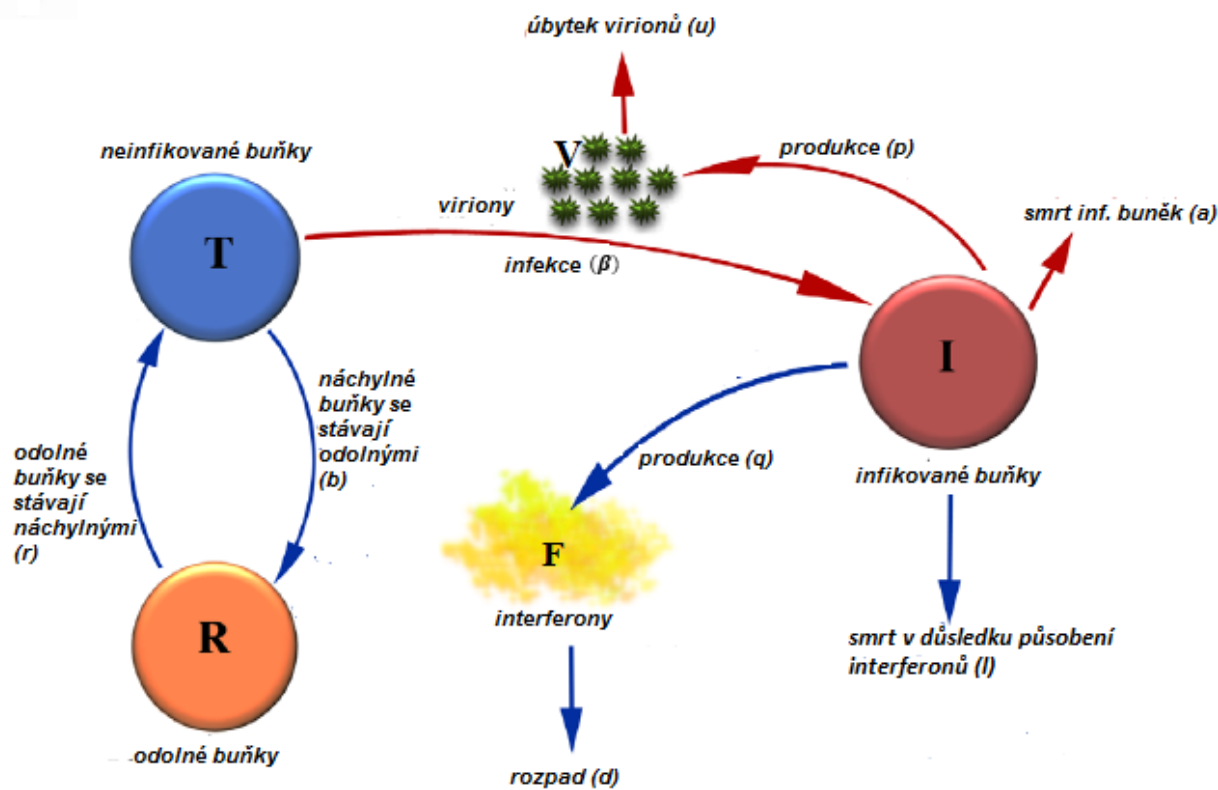 úbytek virionů (u)
neinfikované buňky
V
produkce (p)
viriony
smrt inf. buněk (a)
T
infekce (β)
I
náchylné
buňky se
stávají
odolnými
(b)
odolné
buňky se
stávají
náchylnými
(r)
produkce (q)
infikované buňky
F
interferony
R
smrt v důsledku působení
interferonů (l)
odolné buňky
rozpad (d)